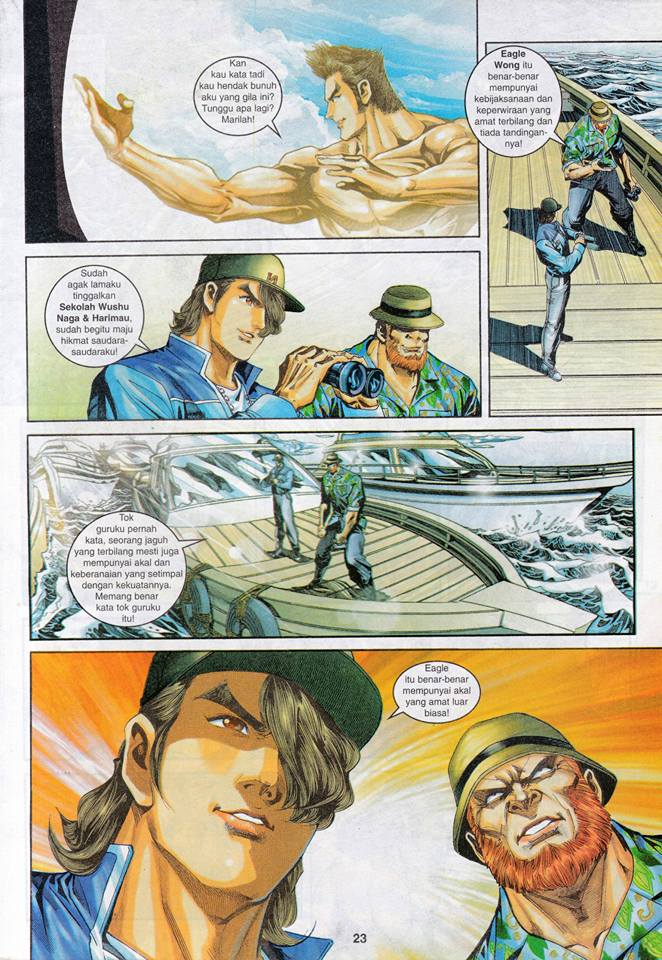 Kan
kau kata tadi
kau hendak bunuh
aku yang gila ini?
Tunggu apa lagi?
Marilah!
Eagle
Wong itu
benar-benar
mempunyai
kebijaksanaan dan
keperwiraan yang
amat terbilang dan
tiada tandingan-
nya!
Sudah
agak lamaku
tinggalkan
Sekolah Wushu
Naga & Harimau,
sudah begitu maju
hikmat saudara-
saudaraku!
Tok
guruku pernah
kata, seorang jaguh
yang terbilang mesti juga
mempunyai akal dan
keberanaian yang setimpal
dengan kekuatannya.
Memang benar
kata tok guruku
itu!
Eagle
itu benar-benar
mempunyai akal
yang amat luar
biasa!
23